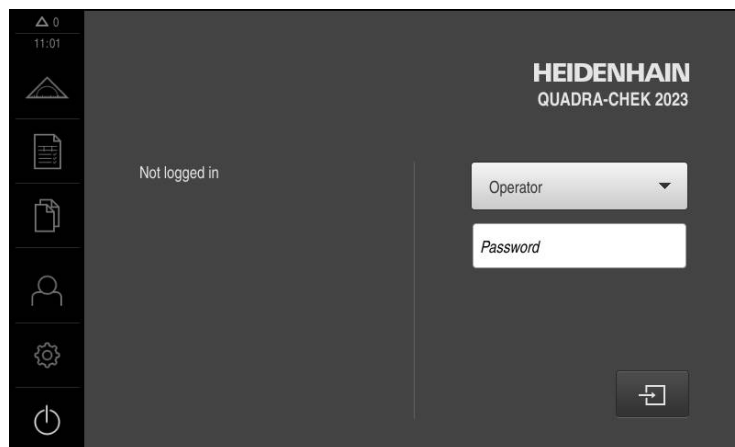 0
11:01
HEIDENHAIN
QUADRA-CHEK 2023
Not logged in
Operator
Password